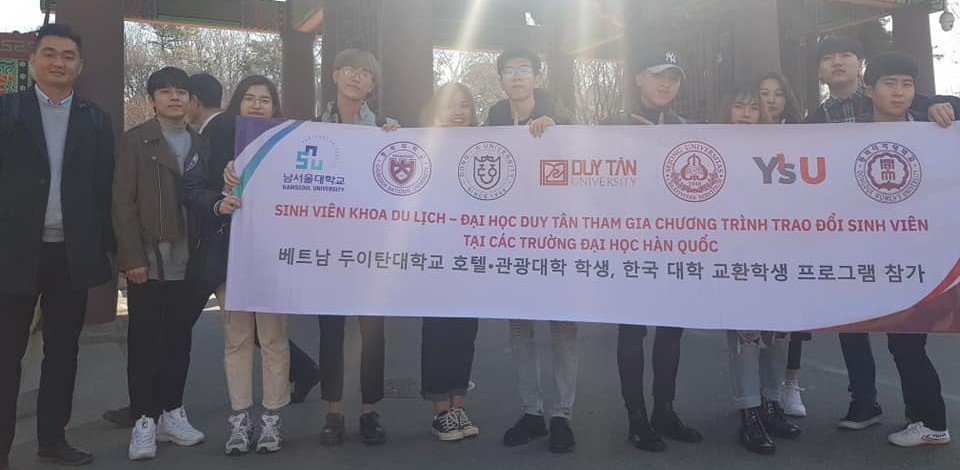 남서울대학교
NAMSEOUL UNIVERSITY
DUY TÂN
UNIVERSITY
YSU
SINH VIÊN KHOA DU LỊCH – ĐẠI HỌC DUY TÂN THAM GIA CHƯƠNG TRÌNH TRAO ĐỔI SINH VIÊN
TẠI CÁC TRƯỜNG ĐẠI HỌC HÀN QUỐC
베트남 두이탄대학교 호텔•관광대학 학생, 한국 대학 교환학생 프로그램 참가